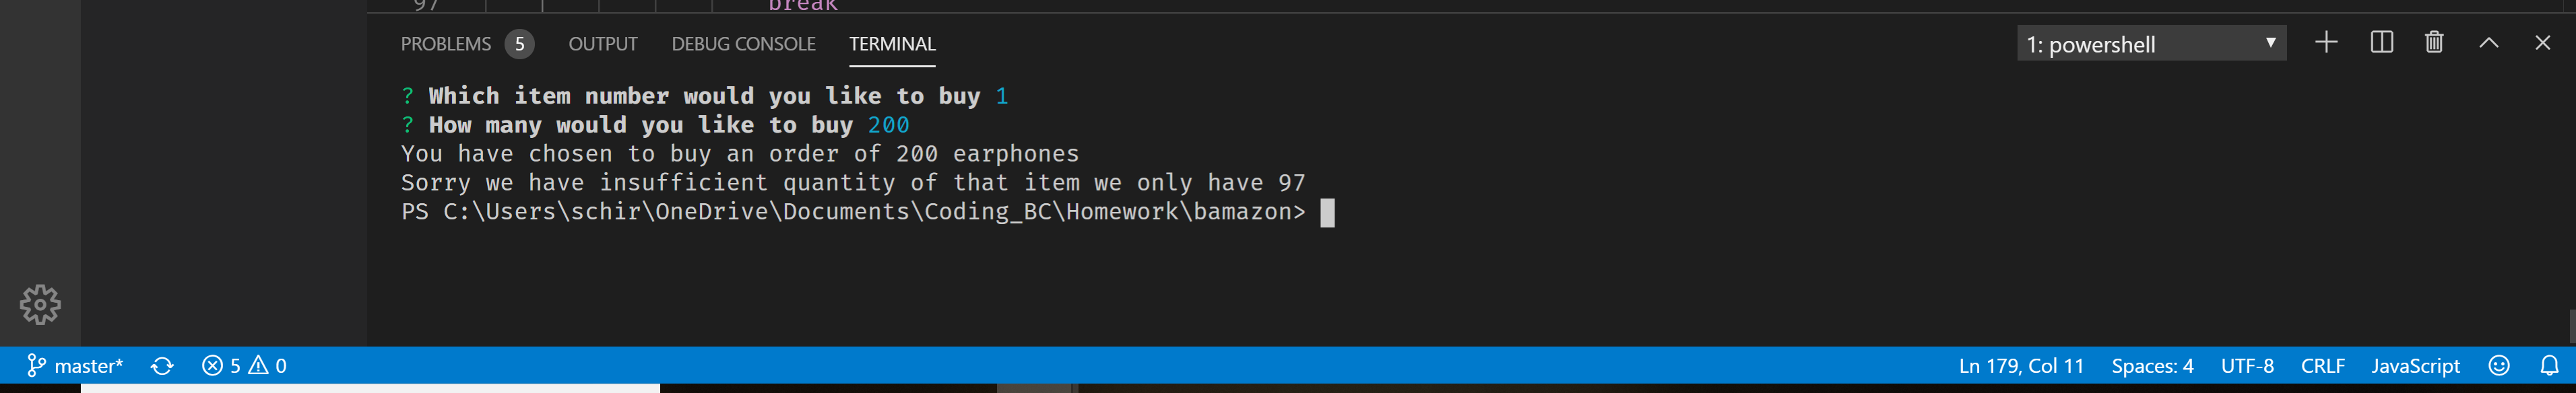 97 break
PROBLEMS 5 OUTPUT DEBUG CONSOLE TERMINAL 1: powershell
? Which item number would you like to buy 1
? How many would you like to buy 200
You have chosen to buy an order of 200 earphones
Sorry we have insufficient quantity of that item we only have 97
PS C:\Users\schir\OneDrive\Documents\Coding_BC\Homework\bamazon>
master* 5 0 Ln 179, Col 11 Spaces: 4 UTF-8 CRLF JavaScript